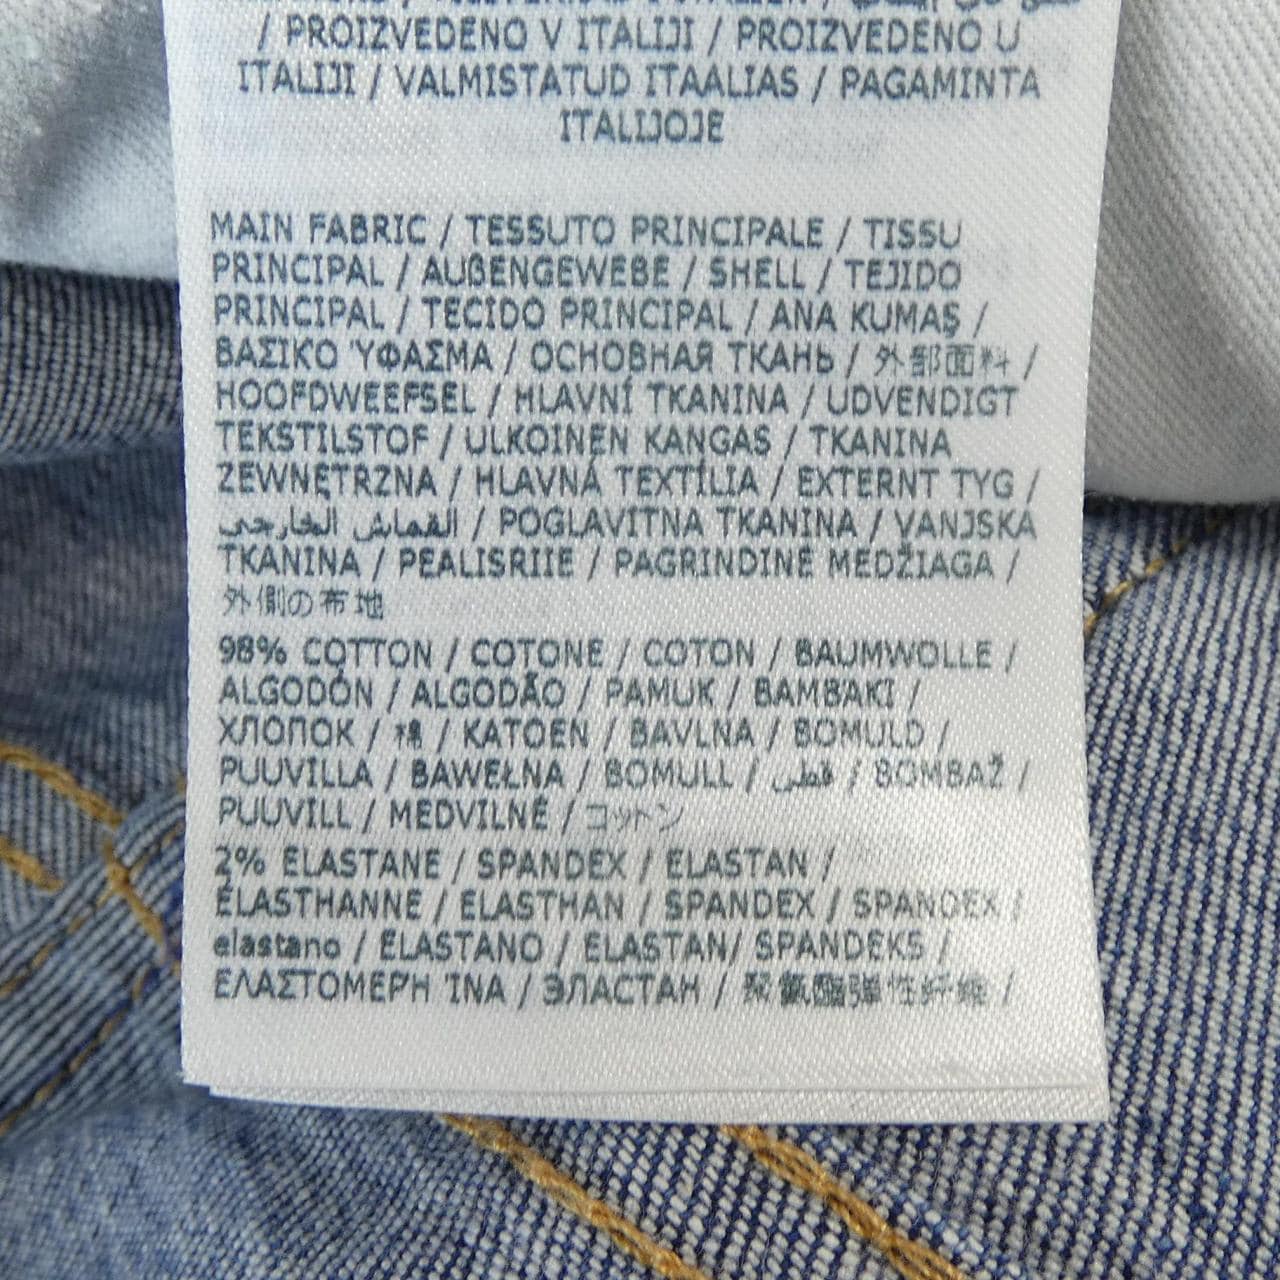 / PROIZVEDENO V ITALIJI / PROIZVEDENO U
ITALIJI / VALMISTATUD ITAALIAS / PAGAMINTA
ITALIJOJE
MAIN FABRIC / TESSUTO PRINCIPALE / TISSU
PRINCIPAL / AUßENGEWEBE / SHELL / TEJIDO
PRINCIPAL / TECIDO PRINCIPAL / ANA KUMAŞ /
ΒΑΣΙΚΟ ΎΦΑΣΜΑ / ОСНОВНАЯ ТКАНЬ / 外部面料 /
HOOFDWEEFSEL / HLAVNÍ TKANINA / UDVENDIGT
TEKSTILSTOF / ULKOINEN KANGAS / TKANINA
ZEWNĘTRZNA / HLAVNÁ TEXTÍLIA / EXTERNT TYG /
القماش الخارجي / POGLAVITNA TKANINA / VANJSKA
TKANINA / PEALISRIIE / PAGRINDINĖ MEDŽIAGA /
外側の布地
98% COTTON / COTONE / COTON / BAUMWOLLE /
ALGODÓN / ALGODÃO / PAMUK / ΒΑΜΒΆΚΙ /
ХЛОПОК / 棉 / KATOEN / BAVLNA / BOMULD /
PUUVILLA / BAWEŁNA / BOMULL / قطن / BOMBAŽ /
PUUVILL / MEDVILNĖ / コットン
2% ELASTANE / SPANDEX / ELASTAN /
ÉLASTHANNE / ELASTHAN / SPANDEX / SPANDEX /
elastano / ELASTANO / ELASTAN/ SPANDEKS /
ΕΛΑΣΤΟΜΕΡΗ ΊΝΑ / ЭЛАСТАН / 聚氨酯弹性纤维 /